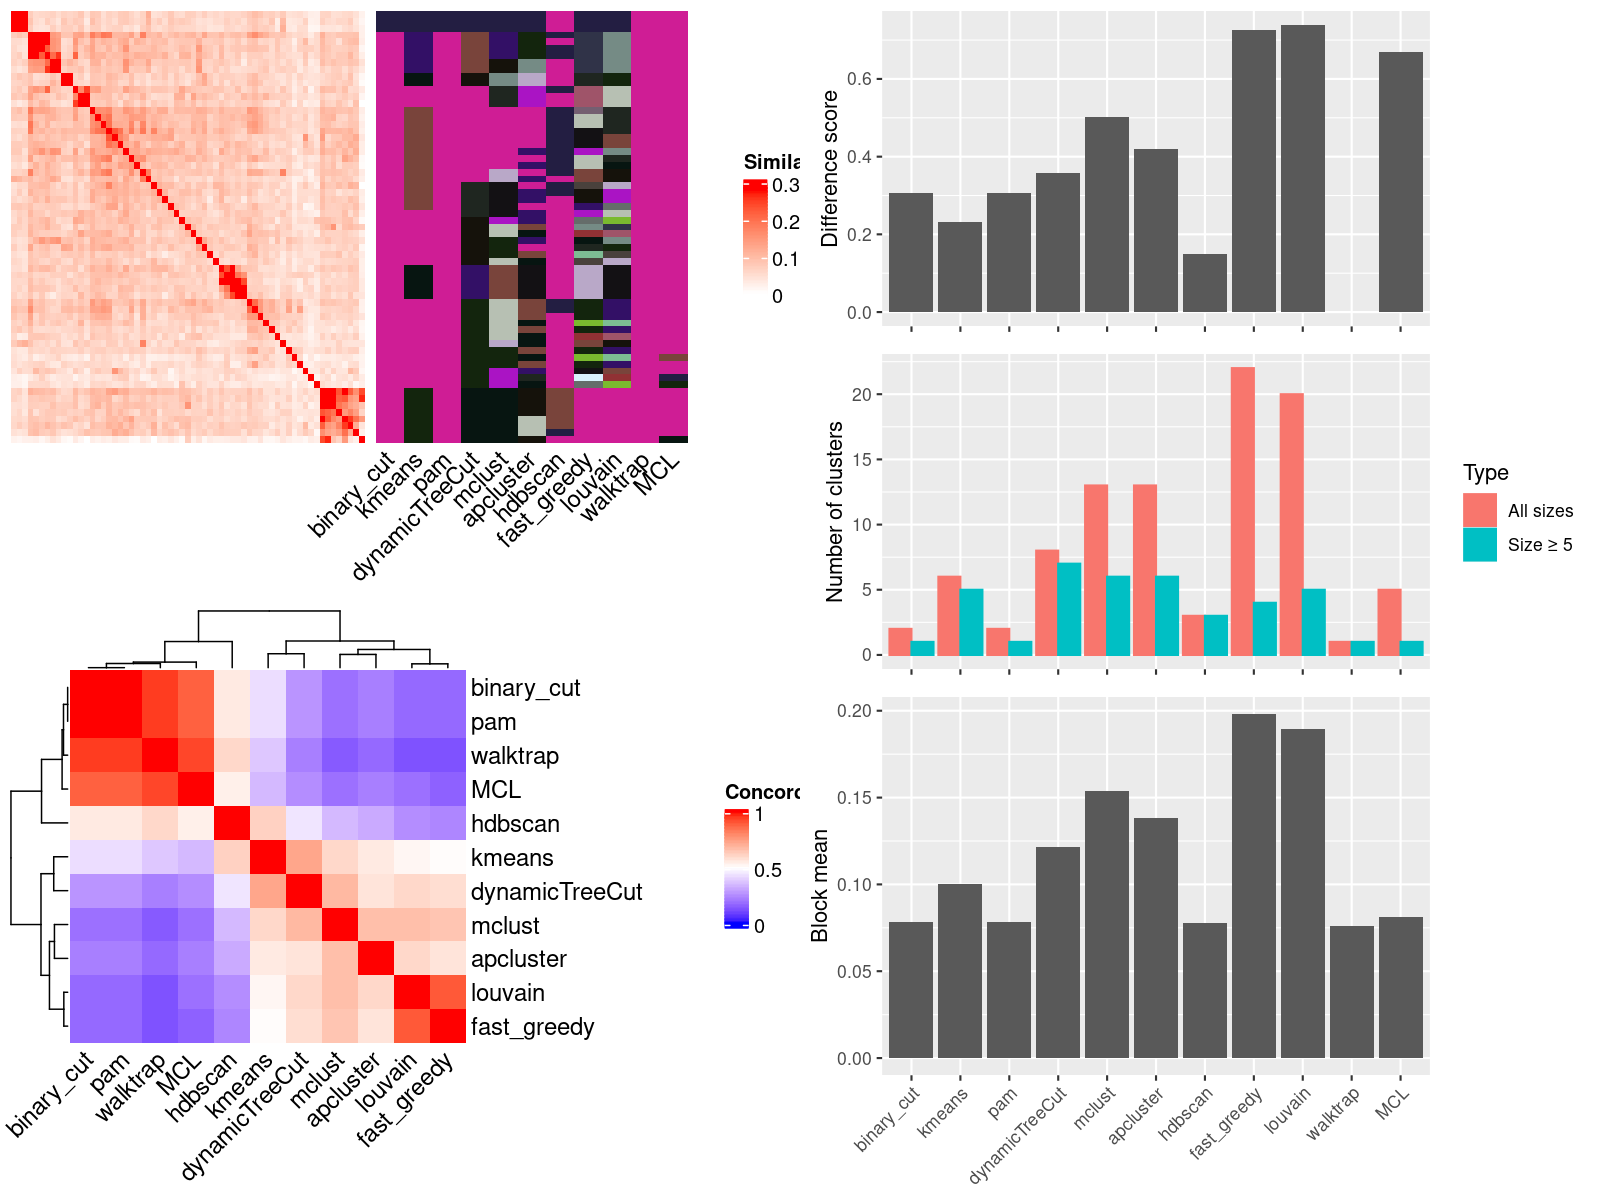 Simila
0.3
0.2
0.1
0
binary_cut
kmeans
pam
dynamicTreeCut
mclust
apcluster
hdbscan
fast_greedy
louvain
walktrap
MCL
binary_cut
pam
walktrap
MCL
hdbscan
kmeans
dynamicTreeCut
mclust
apcluster
louvain
fast_greedy
Concord
1
0.5
0
binary_cut
pam
walktrap
MCL
hdbscan
kmeans
dynamicTreeCut
mclust
apcluster
louvain
fast_greedy
Difference score
0.6
0.4
0.2
0.0
Number of clusters
20
15
10
5
0
Type
All sizes
Size ≥ 5
Block mean
0.20
0.15
0.10
0.05
0.00
binary_cut
kmeans
pam
dynamicTreeCut
mclust
apcluster
hdbscan
fast_greedy
louvain
walktrap
MCL